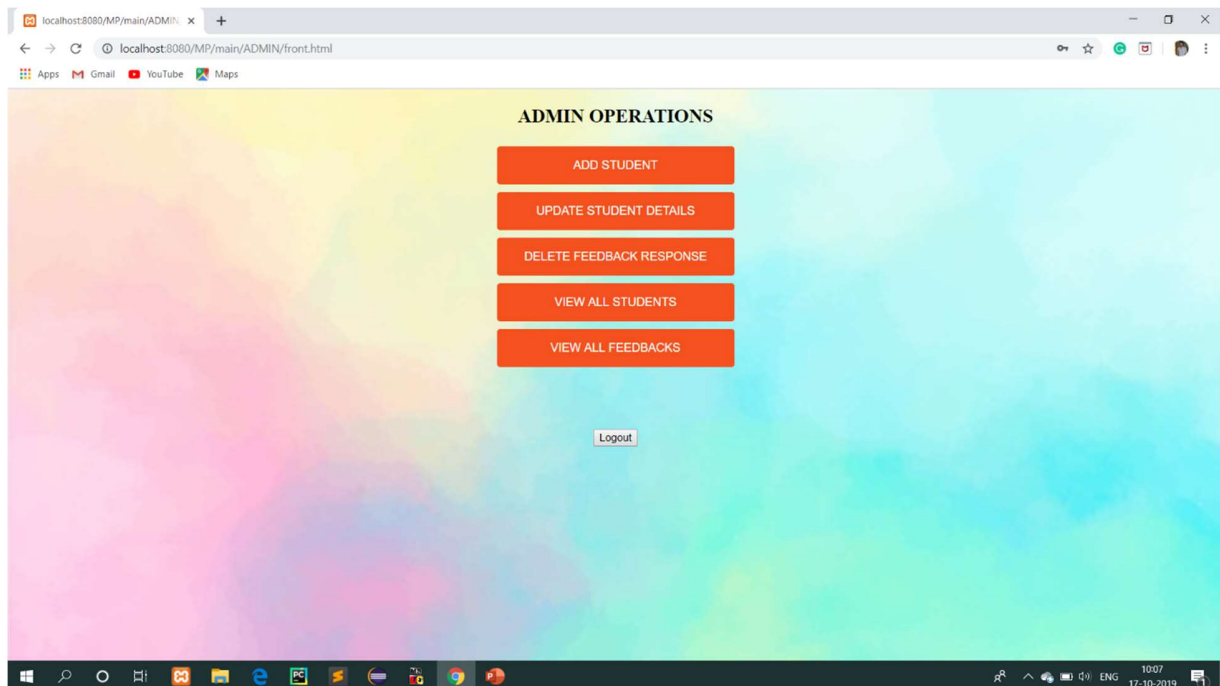 localhost:8080/MP/main/ADMIN
localhost:8080/MP/main/ADMIN/front.html
Apps Gmail YouTube Maps
ADMIN OPERATIONS
ADD STUDENT
UPDATE STUDENT DETAILS
DELETE FEEDBACK RESPONSE
VIEW ALL STUDENTS
VIEW ALL FEEDBACKS
Logout
ENG
10:07
17-10-2019